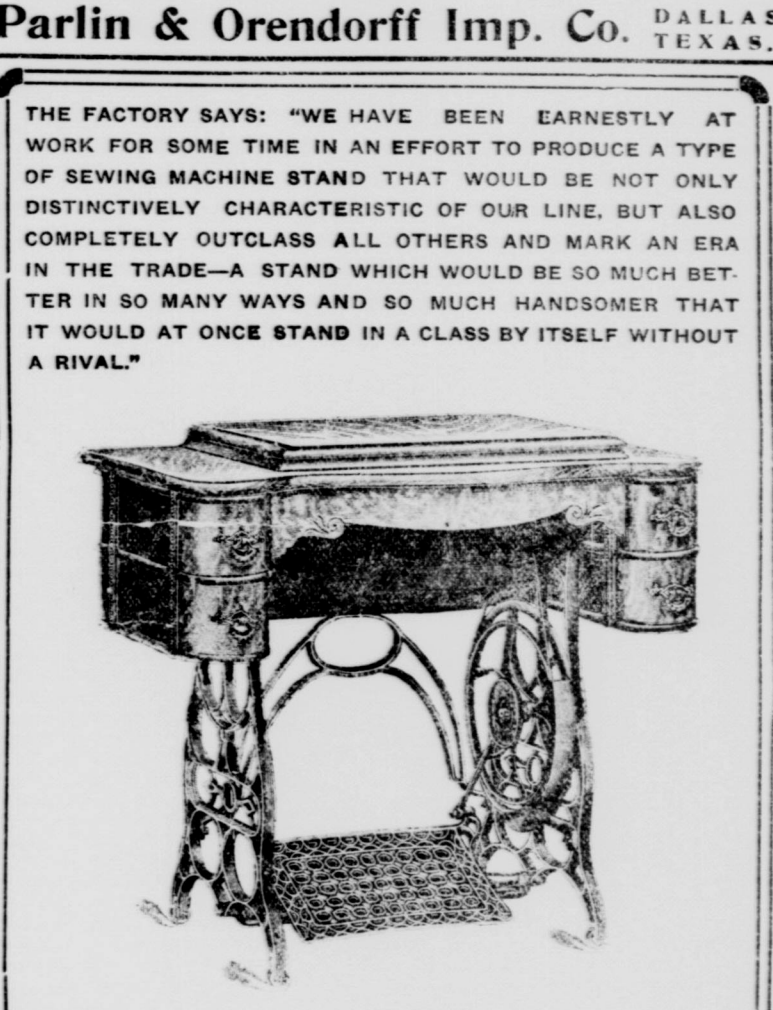 Parlin & Orendorff Imp. Co. DALLAS
TEXAS.
THE FACTORY SAYS: "WE HAVE BEEN EARNESTLY AT
WORK FOR SOME TIME IN AN EFFORT TO PRODUCE A TYPE
OF SEWING MACHINE STAND THAT WOULD BE NOT ONLY
DISTINCTIVELY CHARACTERISTIC OF OUR LINE, BUT ALSO
COMPLETELY OUTCLASS ALL OTHERS AND MARK AN ERA
IN THE TRADE—A STAND WHICH WOULD BE SO MUCH BET-
TER IN SO MANY WAYS AND SO MUCH HANDSOMER THAT
IT WOULD AT ONCE STAND IN A CLASS BY ITSELF WITHOUT
A RIVAL."